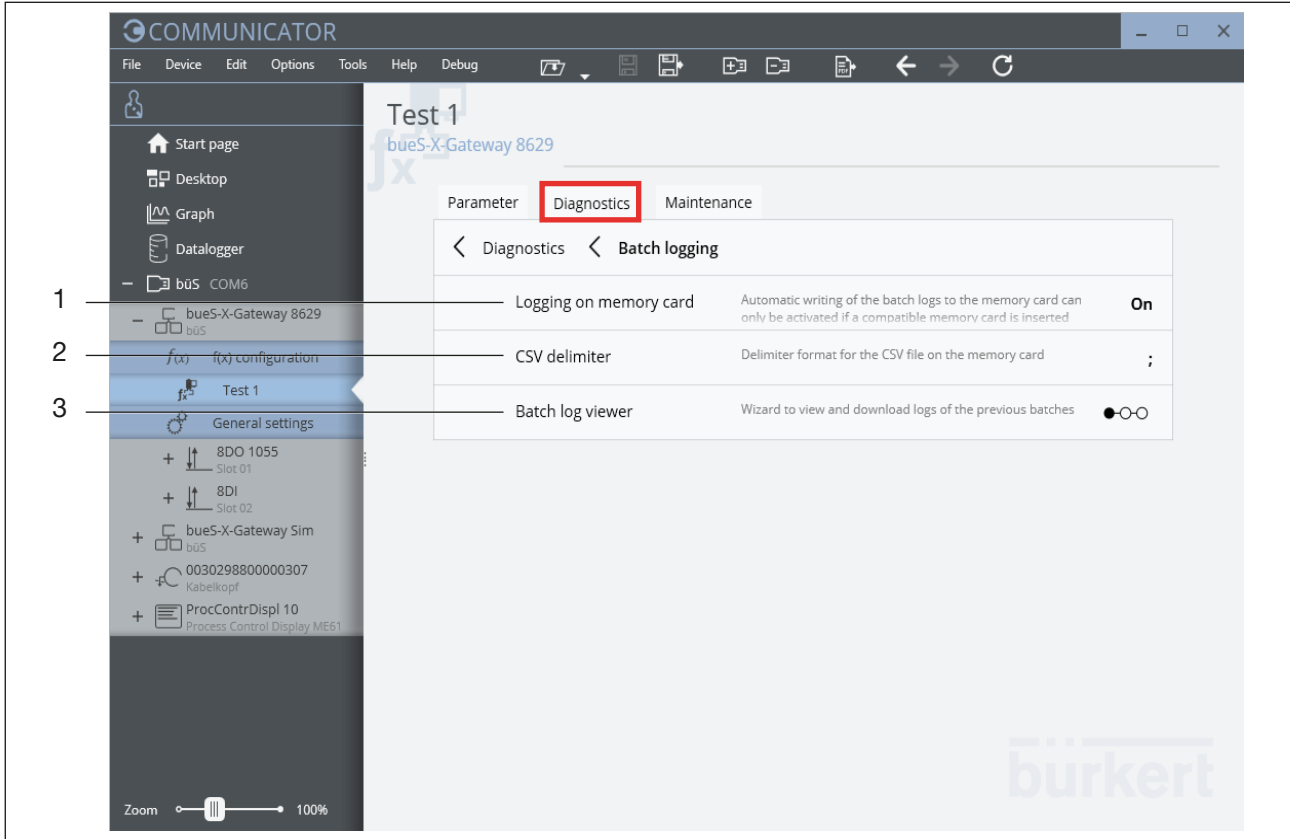 COMMUNICATOR
File Device Edit Options Tools Help Debug
PDF
Start page
Desktop
Graph
Datalogger
büS COM6
bueS-X-Gateway 8629
büS
f(x) f(x) configuration
fx Test 1
General settings
8DO 1055
Slot 01
8DI
Slot 02
bueS-X-Gateway Sim
büS
0030298800000307
Kabelkopf
ProcContrDispl 10
Process Control Display ME61
Zoom 100%
fx
Test 1
bueS-X-Gateway 8629
Parameter Diagnostics Maintenance
Diagnostics Batch logging
1 Logging on memory card Automatic writing of the batch logs to the memory card can
only be activated if a compatible memory card is inserted
On
2 CSV delimiter Delimiter format for the CSV file on the memory card ;
3 Batch log viewer Wizard to view and download logs of the previous batches
burkert